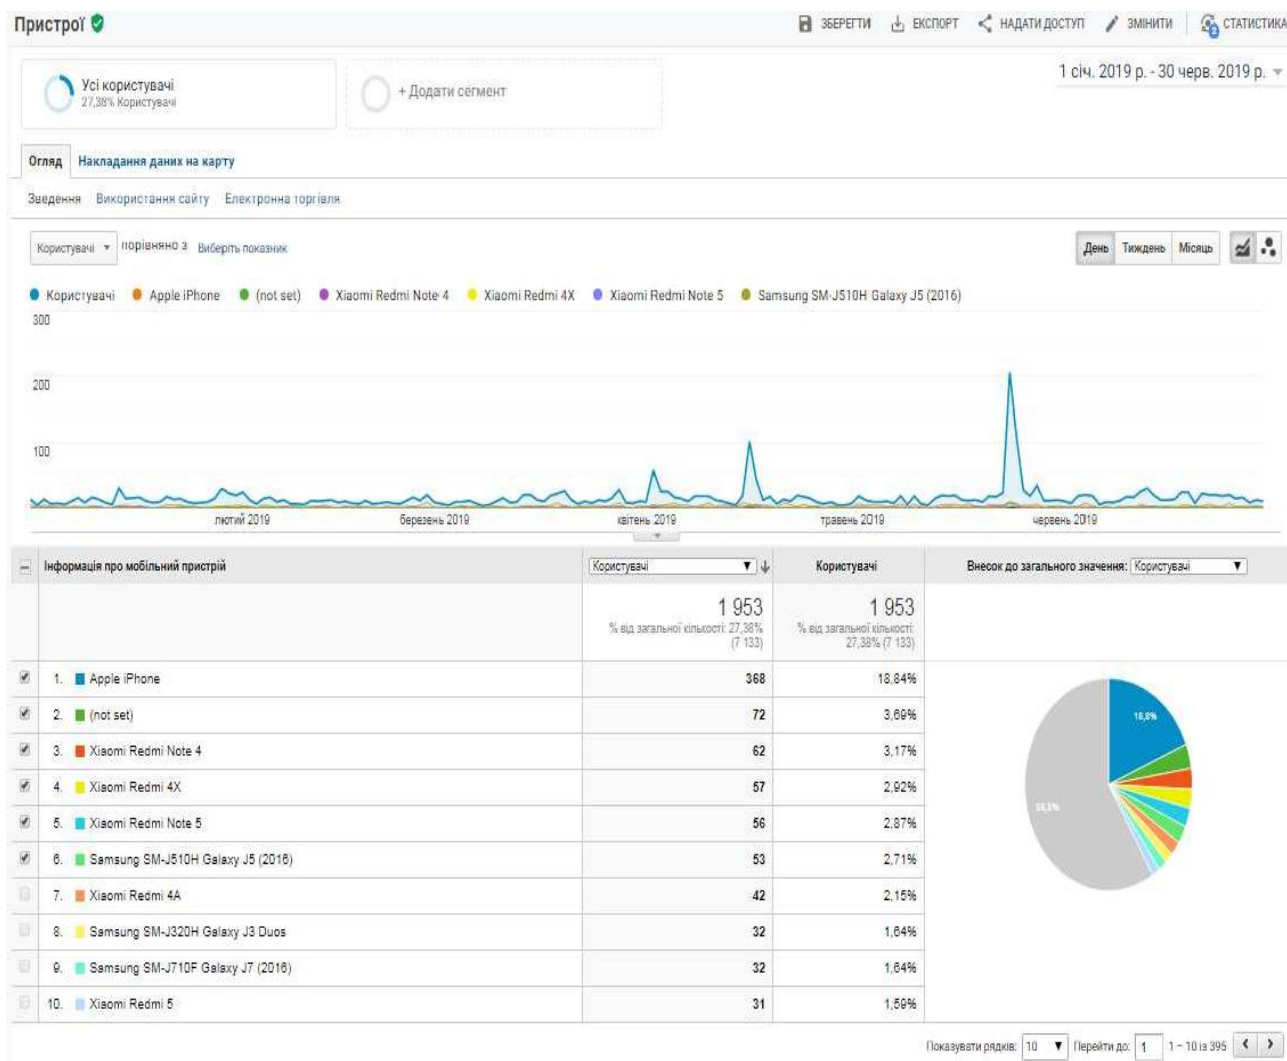 Пристрої
ЗБЕРЕГТИ ЕКСПОРТ НАДАТИ ДОСТУП ЗМІНИТИ 2 СТАТИСТИКА
Усі користувачі
27,38% Користувачі
+ Додати сегмент
1 січ. 2019 р. - 30 черв. 2019 р.
Огляд Накладання даних на карту
Зведення Використання сайту Електронна торгівля
Користувачі порівняно з Виберіть показник
День Тиждень Місяць
Користувачі Apple iPhone (not set) Xiaomi Redmi Note 4 Xiaomi Redmi 4X Xiaomi Redmi Note 5 Samsung SM-J510H Galaxy J5 (2016)
300
200
100
лютий 2019 березень 2019 квітень 2019 травень 2019 червень 2019
Інформація про мобільний пристрій Користувачі Користувачі Внесок до загального значення: Користувачі
1 953 1 953
% від загальної кількості: 27,38% % від загальної кількості:
(7 133) 27,38% (7 133)
1. Apple iPhone 368 18,84%
2. (not set) 72 3,69%
3. Xiaomi Redmi Note 4 62 3,17%
4. Xiaomi Redmi 4X 57 2,92%
5. Xiaomi Redmi Note 5 56 2,87%
6. Samsung SM-J510H Galaxy J5 (2016) 53 2,71%
7. Xiaomi Redmi 4A 42 2,15%
8. Samsung SM-J320H Galaxy J3 Duos 32 1,64%
9. Samsung SM-J710F Galaxy J7 (2016) 32 1,64%
10. Xiaomi Redmi 5 31 1,59%
18,8%
Показувати рядків: 10 Перейти до: 1 1 – 10 із 395